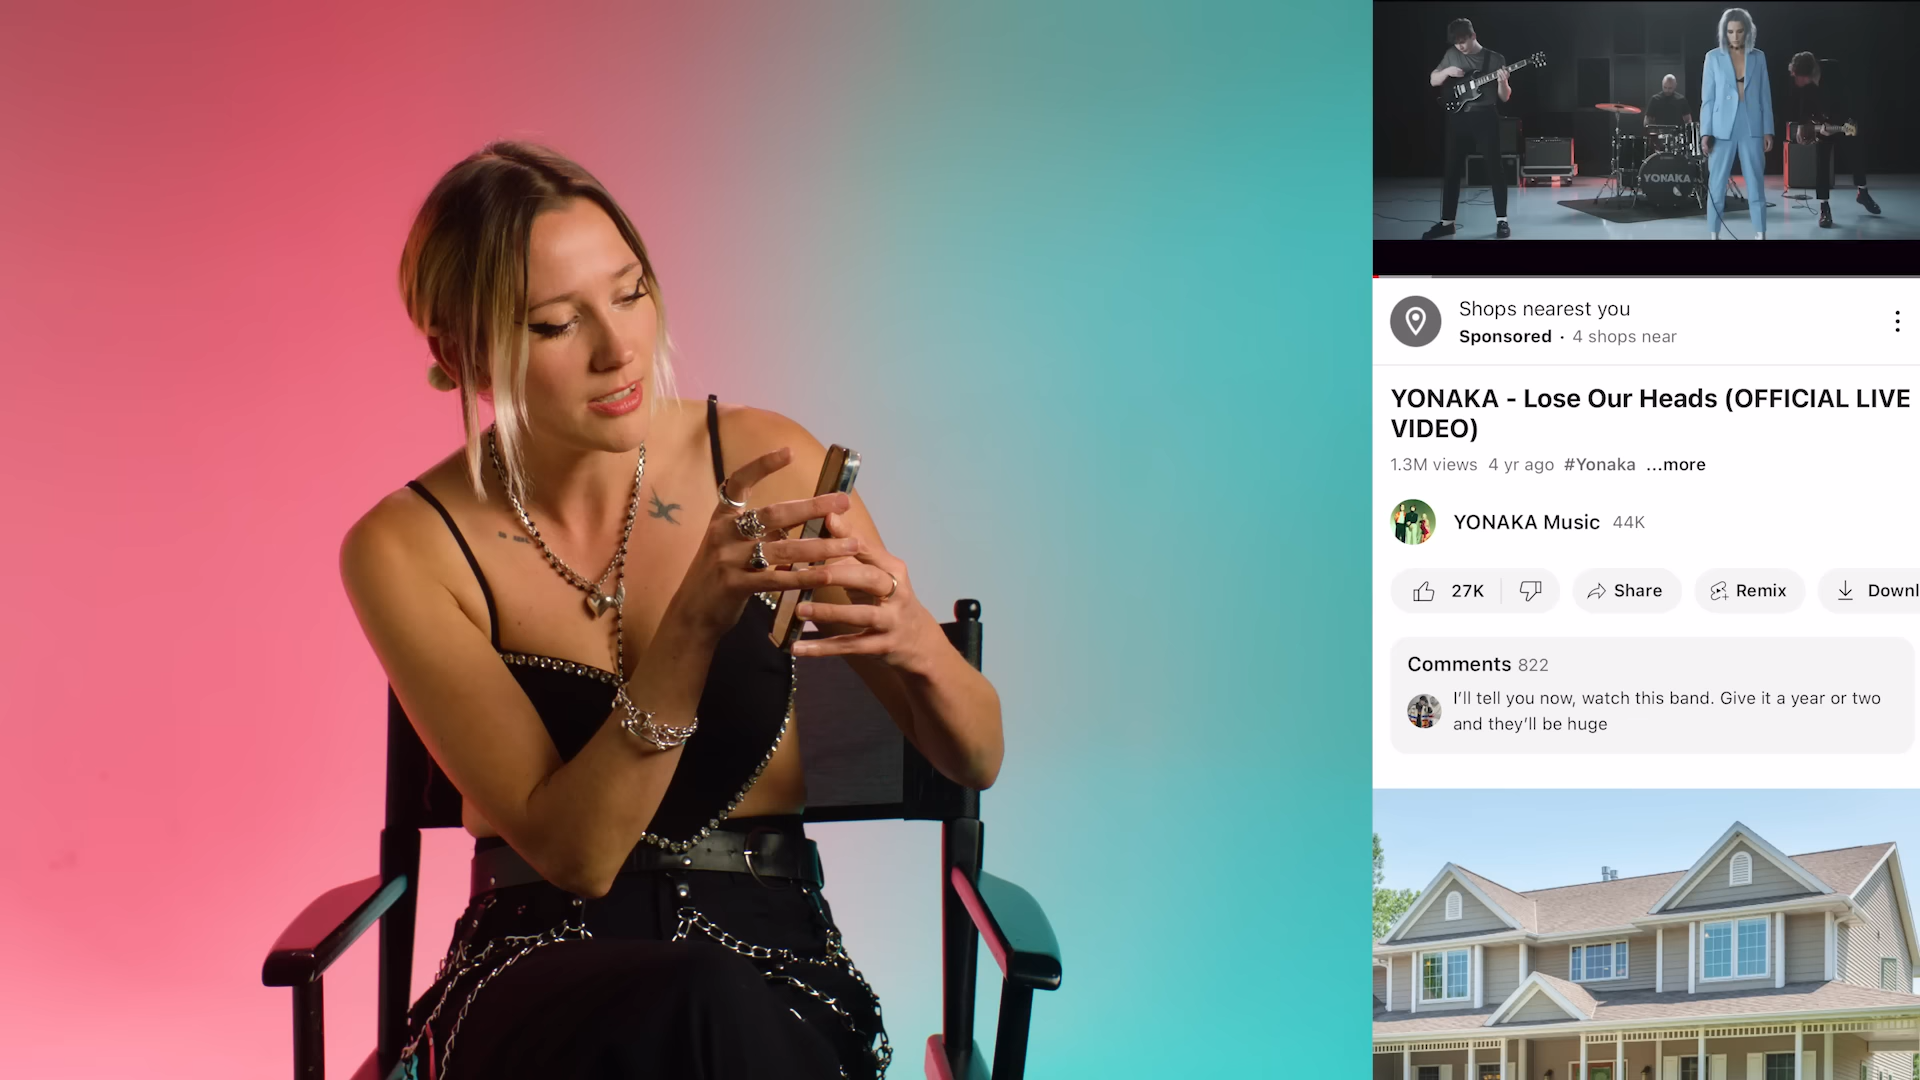 YONAKA
Shops nearest you
Sponsored · 4 shops near
YONAKA - Lose Our Heads (OFFICIAL LIVE
VIDEO)
1.3M views 4 yr ago #Yonaka ...more
YONAKA Music 44K
27K Share Remix Downl
Comments 822
I'll tell you now, watch this band. Give it a year or two
and they'll be huge